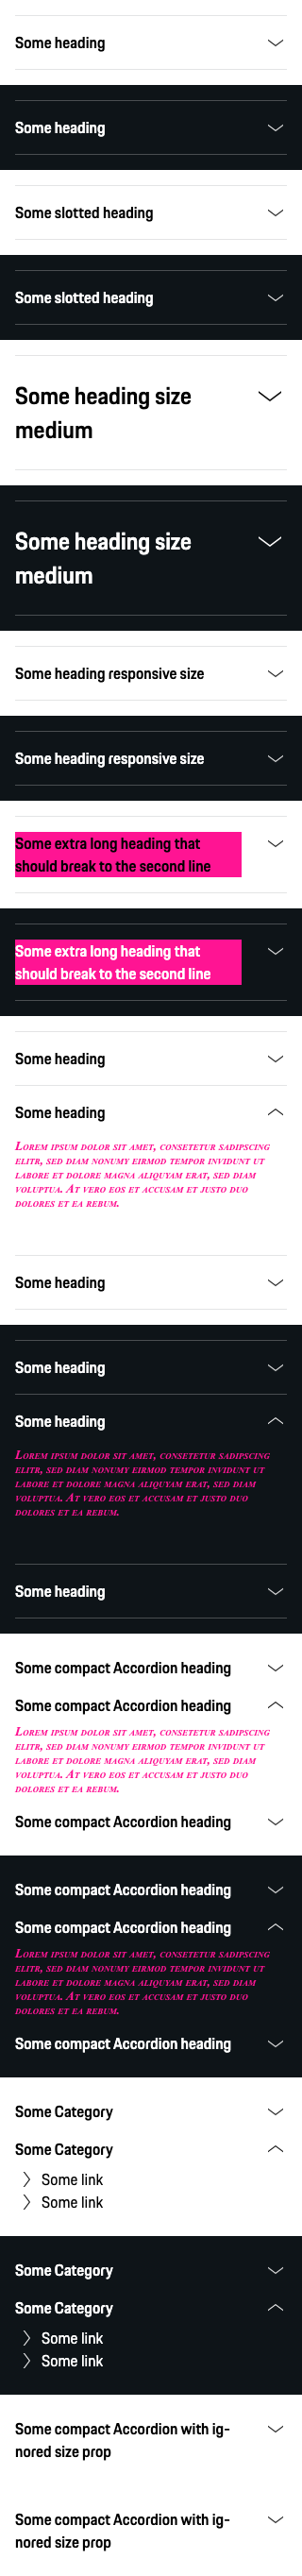 Some heading
Some heading
Some slotted heading
Some slotted heading
Some heading size
medium
Some heading size
medium
Some heading responsive size
Some heading responsive size
Some extra long heading that
should break to the second line
Some extra long heading that
should break to the second line
Some heading
Some heading
Lorem ipsum dolor sit amet, consetetur sadipscing
elitr, sed diam nonumy eirmod tempor invidunt ut
labore et dolore magna aliquyam erat, sed diam
voluptua. At vero eos et accusam et justo duo
dolores et ea rebum.
Some heading
Some heading
Some heading
Lorem ipsum dolor sit amet, consetetur sadipscing
elitr, sed diam nonumy eirmod tempor invidunt ut
labore et dolore magna aliquyam erat, sed diam
voluptua. At vero eos et accusam et justo duo
dolores et ea rebum.
Some heading
Some compact Accordion heading
Some compact Accordion heading
Lorem ipsum dolor sit amet, consetetur sadipscing
elitr, sed diam nonumy eirmod tempor invidunt ut
labore et dolore magna aliquyam erat, sed diam
voluptua. At vero eos et accusam et justo duo
dolores et ea rebum.
Some compact Accordion heading
Some compact Accordion heading
Some compact Accordion heading
Lorem ipsum dolor sit amet, consetetur sadipscing
elitr, sed diam nonumy eirmod tempor invidunt ut
labore et dolore magna aliquyam erat, sed diam
voluptua. At vero eos et accusam et justo duo
dolores et ea rebum.
Some compact Accordion heading
Some Category
Some Category
Some link
Some link
Some Category
Some Category
Some link
Some link
Some compact Accordion with ig-
nored size prop
Some compact Accordion with ig-
nored size prop